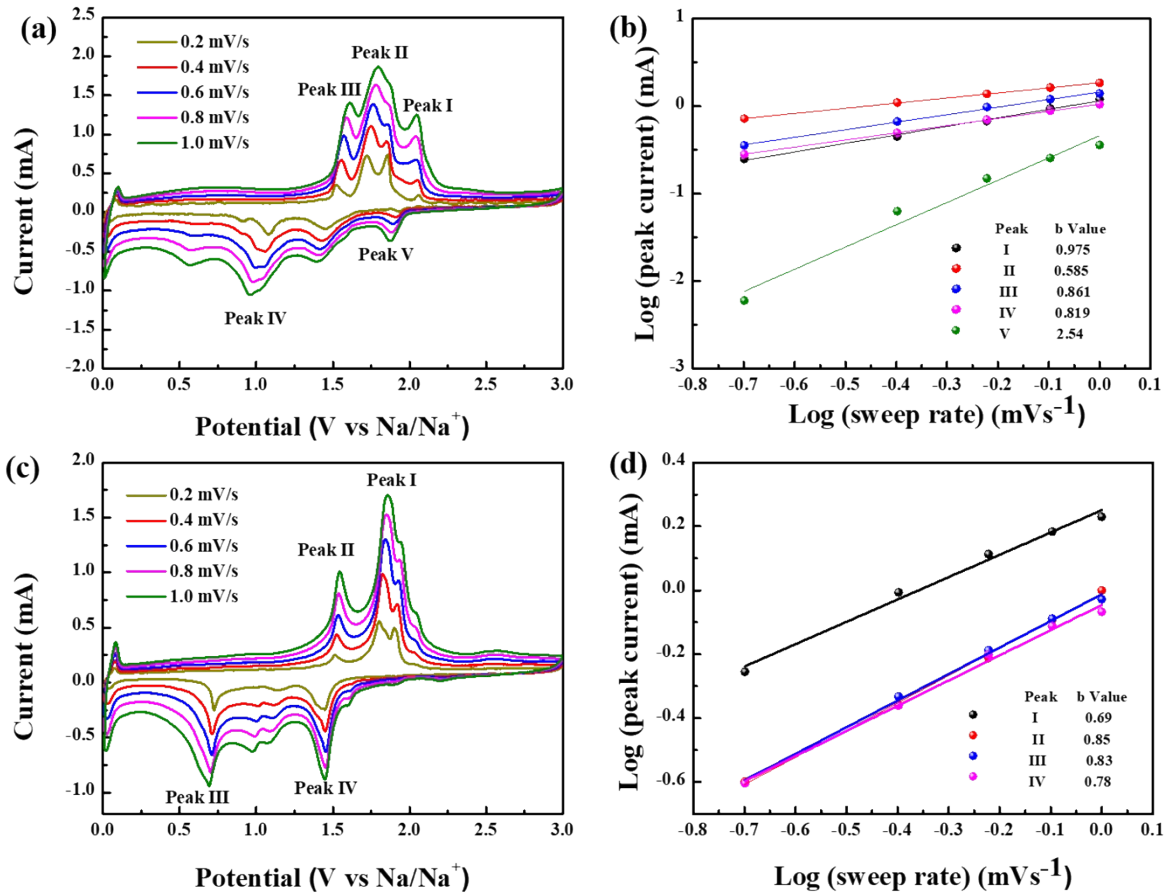 (a)
2.5
2.0
1.5
1.0
0.5
0.0
-0.5
-1.0
-1.5
-2.0
Current (mA)
0.2 mV/s
0.4 mV/s
0.6 mV/s
0.8 mV/s
1.0 mV/s
Peak II
Peak III
Peak I
Peak V
Peak IV
0.0 0.5 1.0 1.5 2.0 2.5 3.0
Potential (V vs Na/Na⁺)
(b)
1
0
-1
-2
-3
Log (peak current) (mA)
Peak b Value
I 0.975
II 0.585
III 0.861
IV 0.819
V 2.54
-0.8 -0.7 -0.6 -0.5 -0.4 -0.3 -0.2 -0.1 0.0 0.1
Log (sweep rate) (mVs⁻¹)
(c)
2.0
1.5
1.0
0.5
0.0
-0.5
-1.0
Current (mA)
0.2 mV/s
0.4 mV/s
0.6 mV/s
0.8 mV/s
1.0 mV/s
Peak I
Peak II
Peak III
Peak IV
0.0 0.5 1.0 1.5 2.0 2.5 3.0
Potential (V vs Na/Na⁺)
(d)
0.4
0.2
0.0
-0.2
-0.4
-0.6
Log (peak current) (mA)
Peak b Value
I 0.69
II 0.85
III 0.83
IV 0.78
-0.8 -0.7 -0.6 -0.5 -0.4 -0.3 -0.2 -0.1 0.0 0.1
Log (sweep rate) (mVs⁻¹)